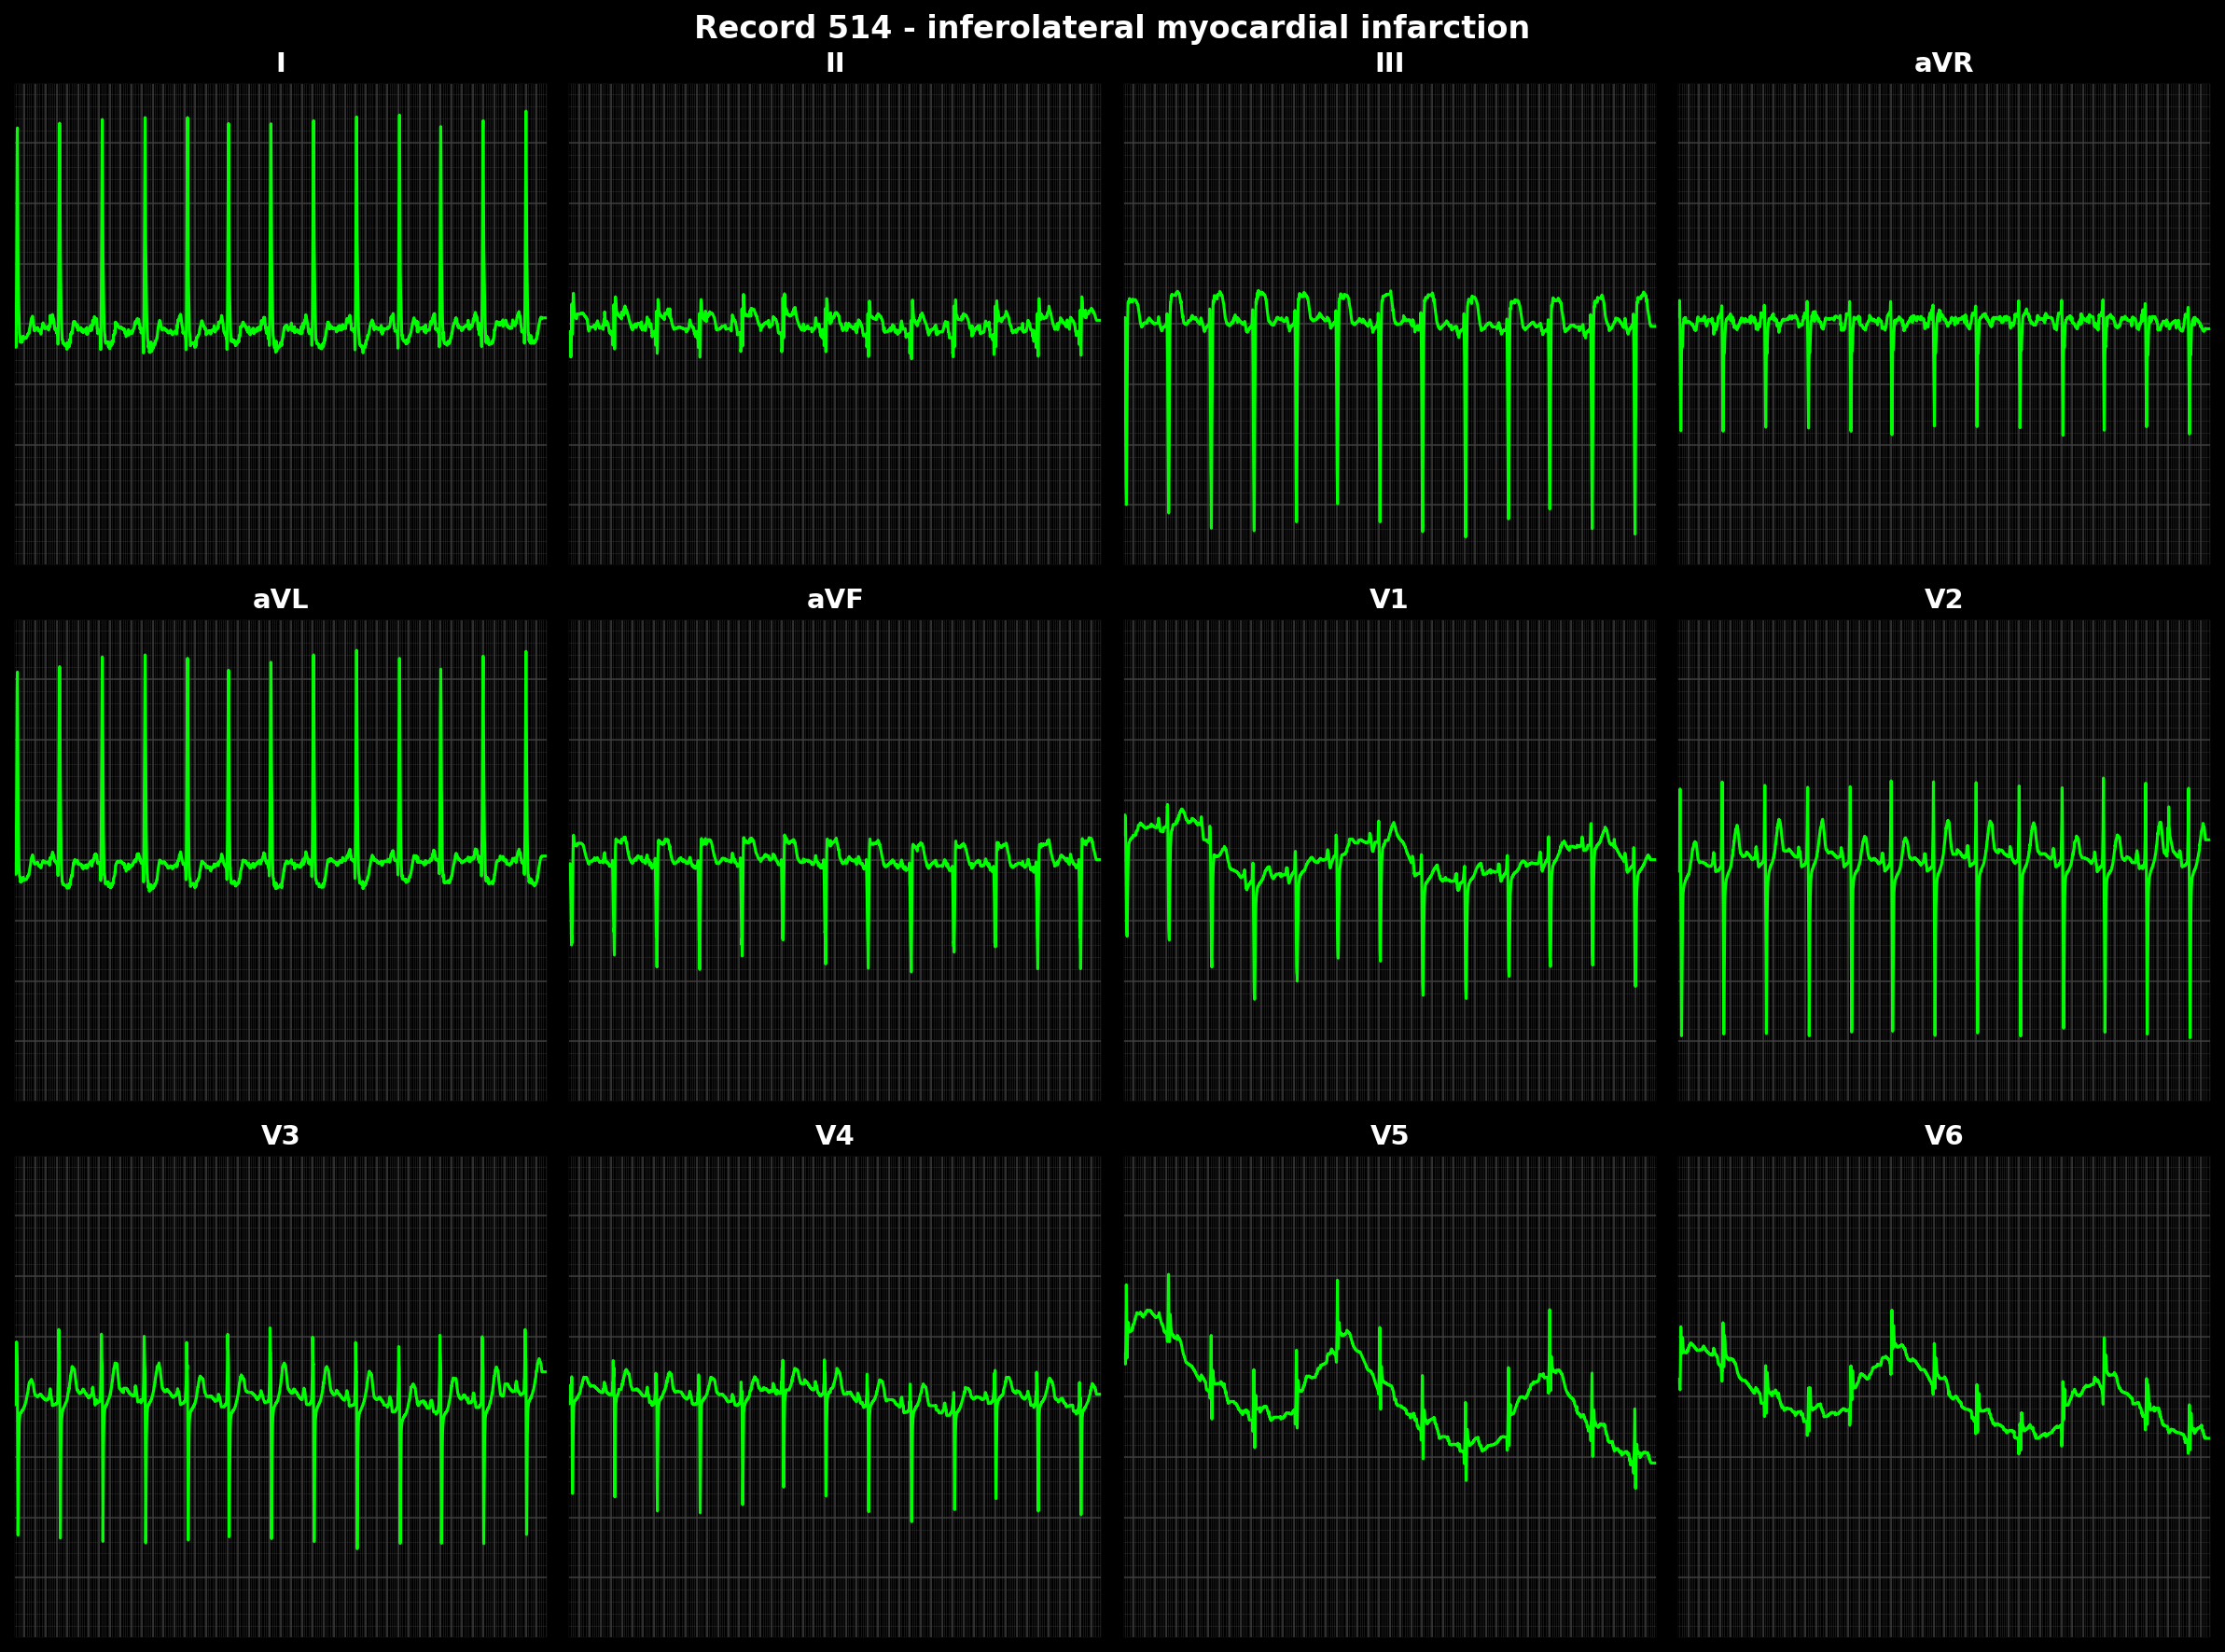 Record 514 - inferolateral myocardial infarction
I II III aVR
aVL aVF V1 V2
V3 V4 V5 V6